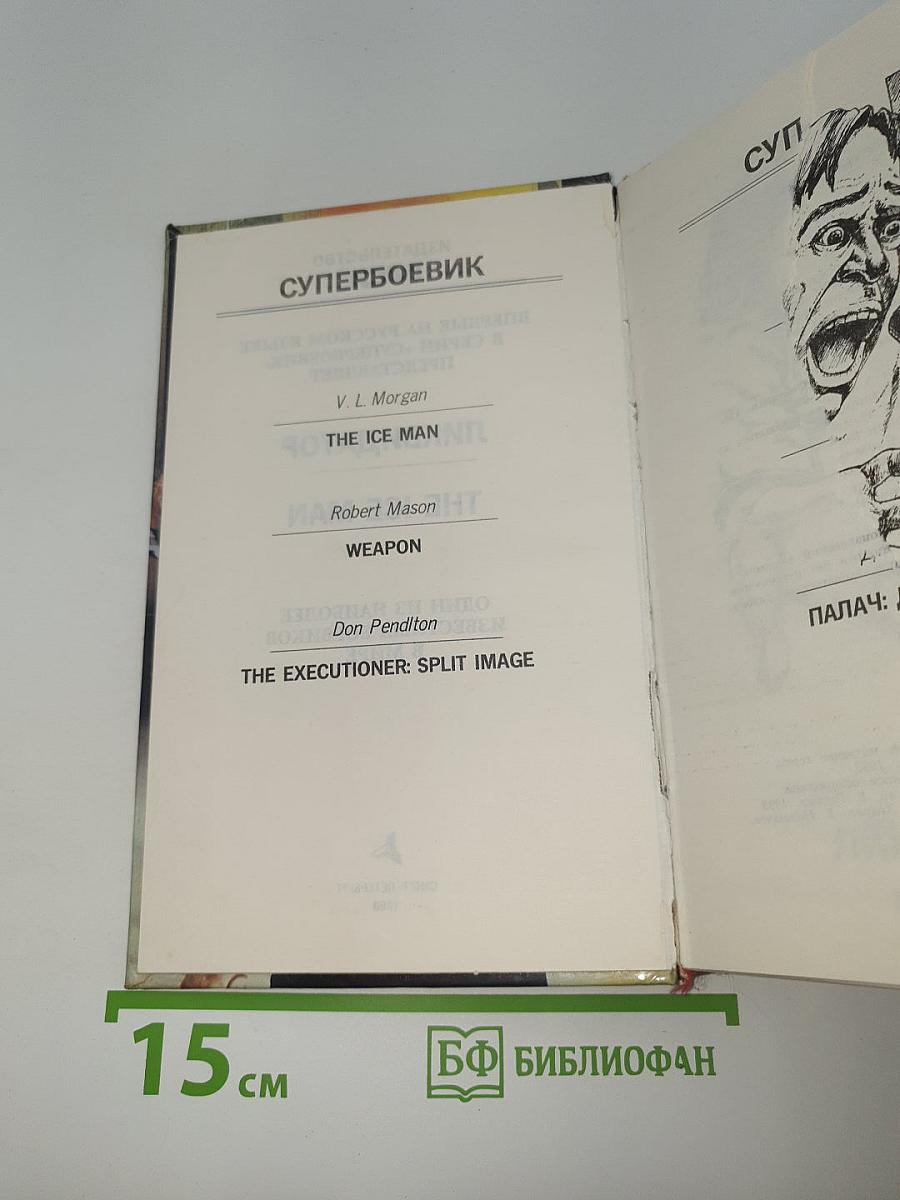 СУПЕРБОЕВИК
V. L. Morgan
THE ICE MAN
Robert Mason
WEAPON
Don Pendlton
THE EXECUTIONER: SPLIT IMAGE
СУП
ПАЛАЧ:
15 см
БФ БИБЛИОФАН